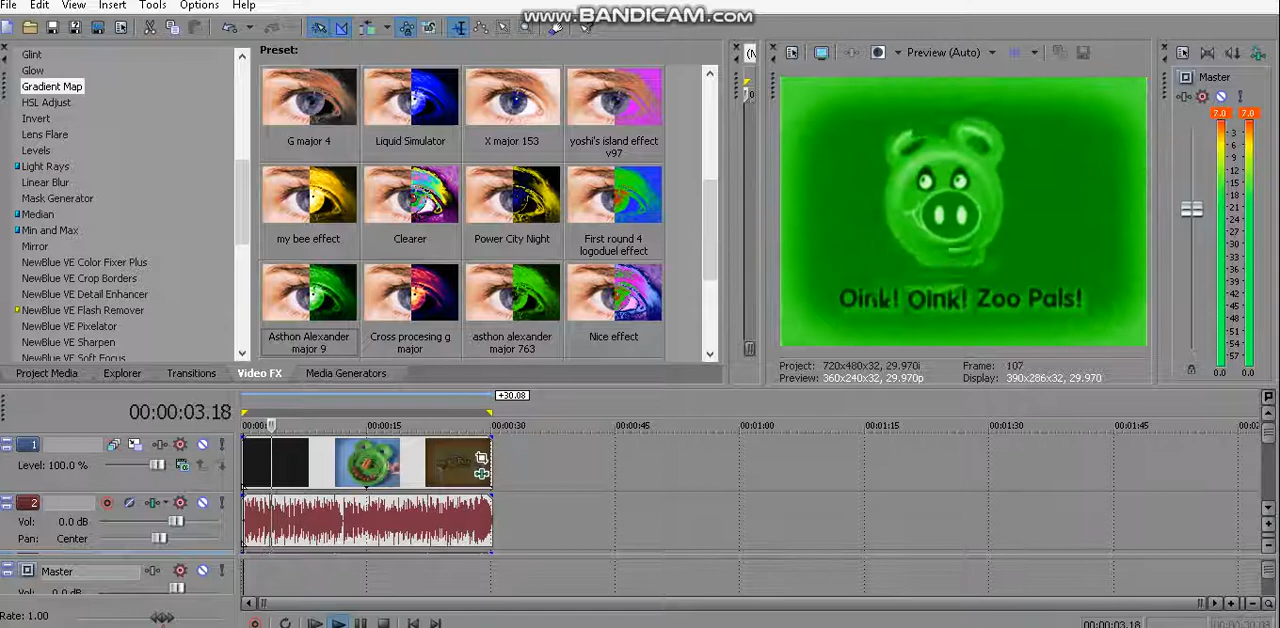 File Edit View Insert Tools Options Help
www.BANDICAM.com
Glint
Glow
Gradient Map
HSL Adjust
Invert
Lens Flare
Levels
Light Rays
Linear Blur
Mask Generator
Median
Min and Max
Mirror
NewBlue VE Color Fixer Plus
NewBlue VE Crop Borders
NewBlue VE Detail Enhancer
NewBlue VE Flash Remover
NewBlue VE Pixelator
NewBlue VE Sharpen
NewBlue VE Soft Focus
Preset:
G major 4
Liquid Simulator
X major 153
yoshi's island effect
v97
my bee effect
Clearer
Power City Night
First round 4
logoduel effect
Asthon Alexander
major 9
Cross procesing g
major
asthon alexander
major 763
Nice effect
Project Media Explorer Transitions Video FX Media Generators
Preview (Auto)
Oink! Oink! Zoo Pals!
Project: 720x480x32, 29.970i
Preview: 360x240x32, 29.970p
Frame: 107
Display: 390x286x32, 29.970
Master
7.0 7.0
3
6
9
12
15
18
21
24
27
30
33
36
39
42
45
48
51
54
57
0.0 0.0
00:00:03.18
+30.08
00:00:15 00:00:30 00:00:45 00:01:00 00:01:15 00:01:30 00:01:45
1
Level: 100.0 %
2
Vol: 0.0 dB
Pan: Center
Master
Vol: 0.0 dB
Rate: 1.00
00:00:03.18